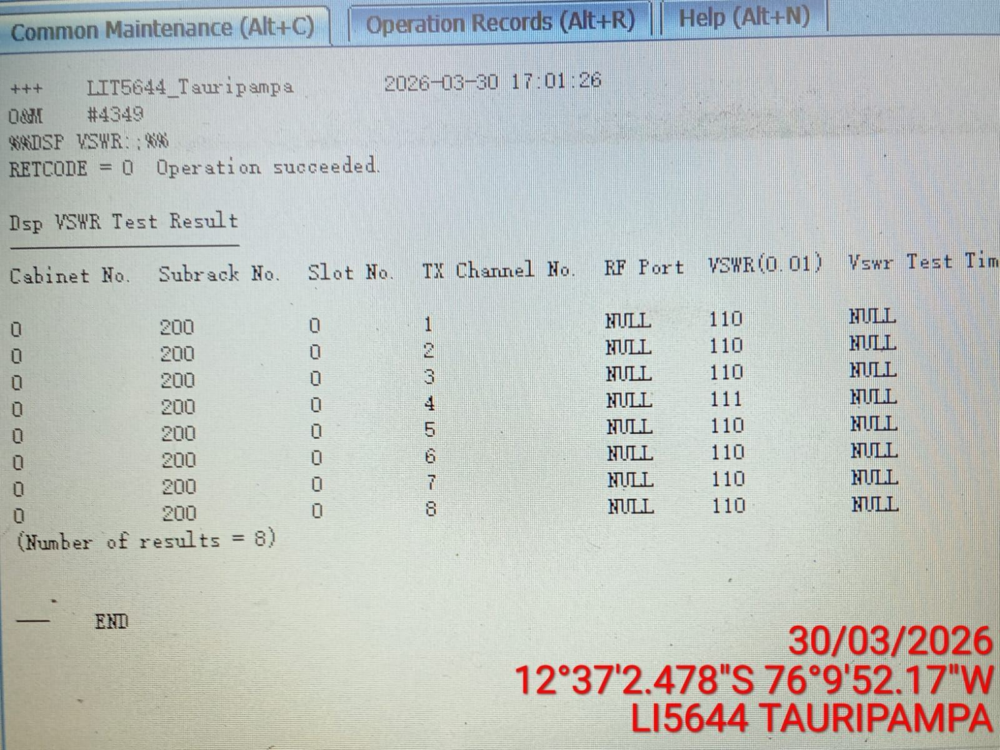 Common Maintenance (Alt+C) Operation Records (Alt+R) Help (Alt+N)
+++ LIT5644_Tauripampa 2026-03-30 17:01:26
O&M #4349
%%DSP VSWR:;%%
RETCODE = 0 Operation succeeded.
Dsp VSWR Test Result
Cabinet No. Subrack No. Slot No. TX Channel No. RF Port VSWR(0.01) Vswr Test Tim
0 200 0 1 NULL 110 NULL
0 200 0 2 NULL 110 NULL
0 200 0 3 NULL 110 NULL
0 200 0 4 NULL 111 NULL
0 200 0 5 NULL 110 NULL
0 200 0 6 NULL 110 NULL
0 200 0 7 NULL 110 NULL
0 200 0 8 NULL 110 NULL
(Number of results = 8)
--- END
30/03/2026
12°37'2.478"S 76°9'52.17"W
LI5644 TAURIPAMPA